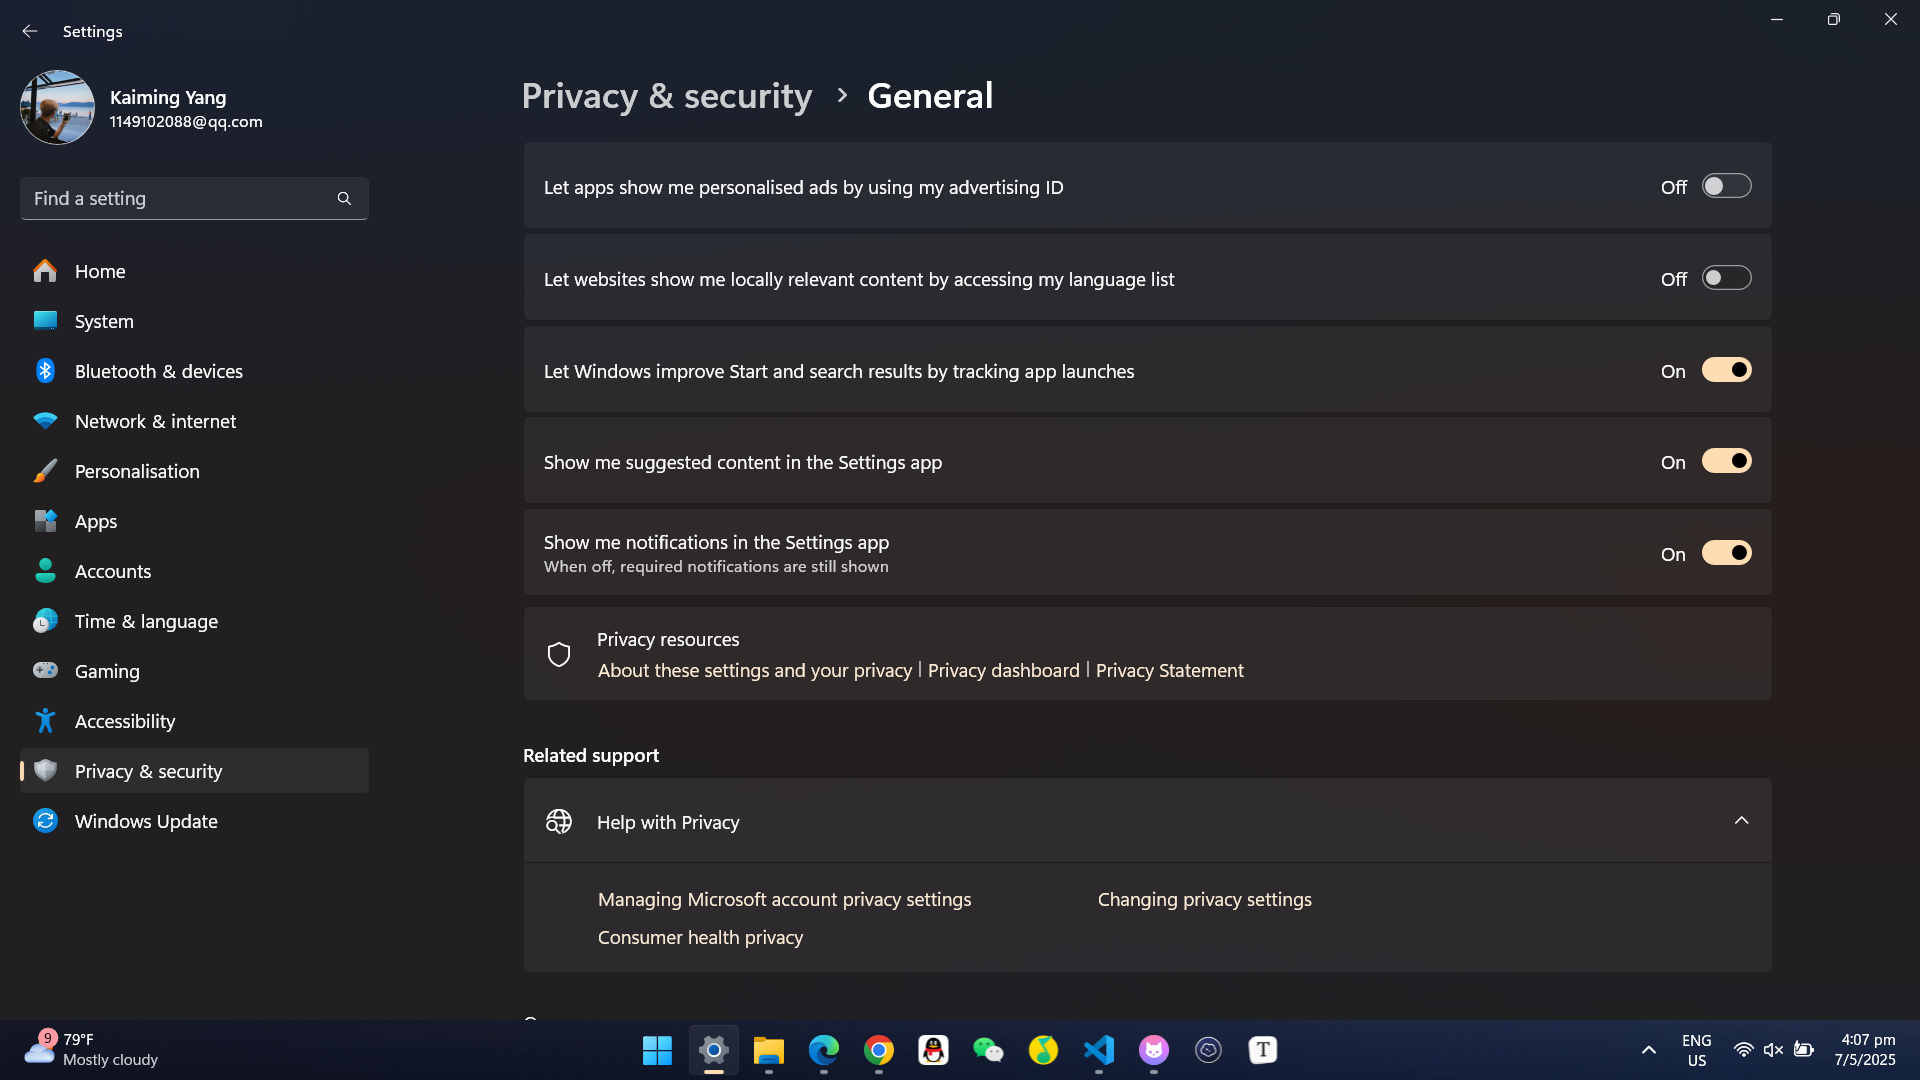 Settings
Kaiming Yang
1149102088@qq.com
Find a setting
Home
System
Bluetooth & devices
Network & internet
Personalisation
Apps
Accounts
Time & language
Gaming
Accessibility
Privacy & security
Windows Update
Privacy & security › General
Let apps show me personalised ads by using my advertising ID
Off
Let websites show me locally relevant content by accessing my language list
Off
Let Windows improve Start and search results by tracking app launches
On
Show me suggested content in the Settings app
On
Show me notifications in the Settings app
When off, required notifications are still shown
On
Privacy resources
About these settings and your privacy | Privacy dashboard | Privacy Statement
Related support
Help with Privacy
Managing Microsoft account privacy settings
Changing privacy settings
Consumer health privacy
9
79°F
Mostly cloudy
T
ENG
US
4:07 pm
7/5/2025